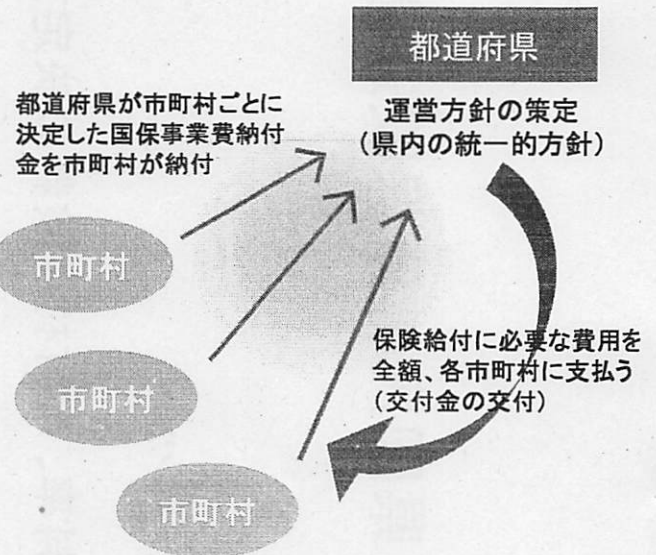 都道府県
運営方針の策定
(県内の統一的方針)
都道府県が市町村ごとに
決定した国保事業費納付
金を市町村が納付
市町村
市町村
市町村
保険給付に必要な費用を
全額、各市町村に支払う
(交付金の交付)